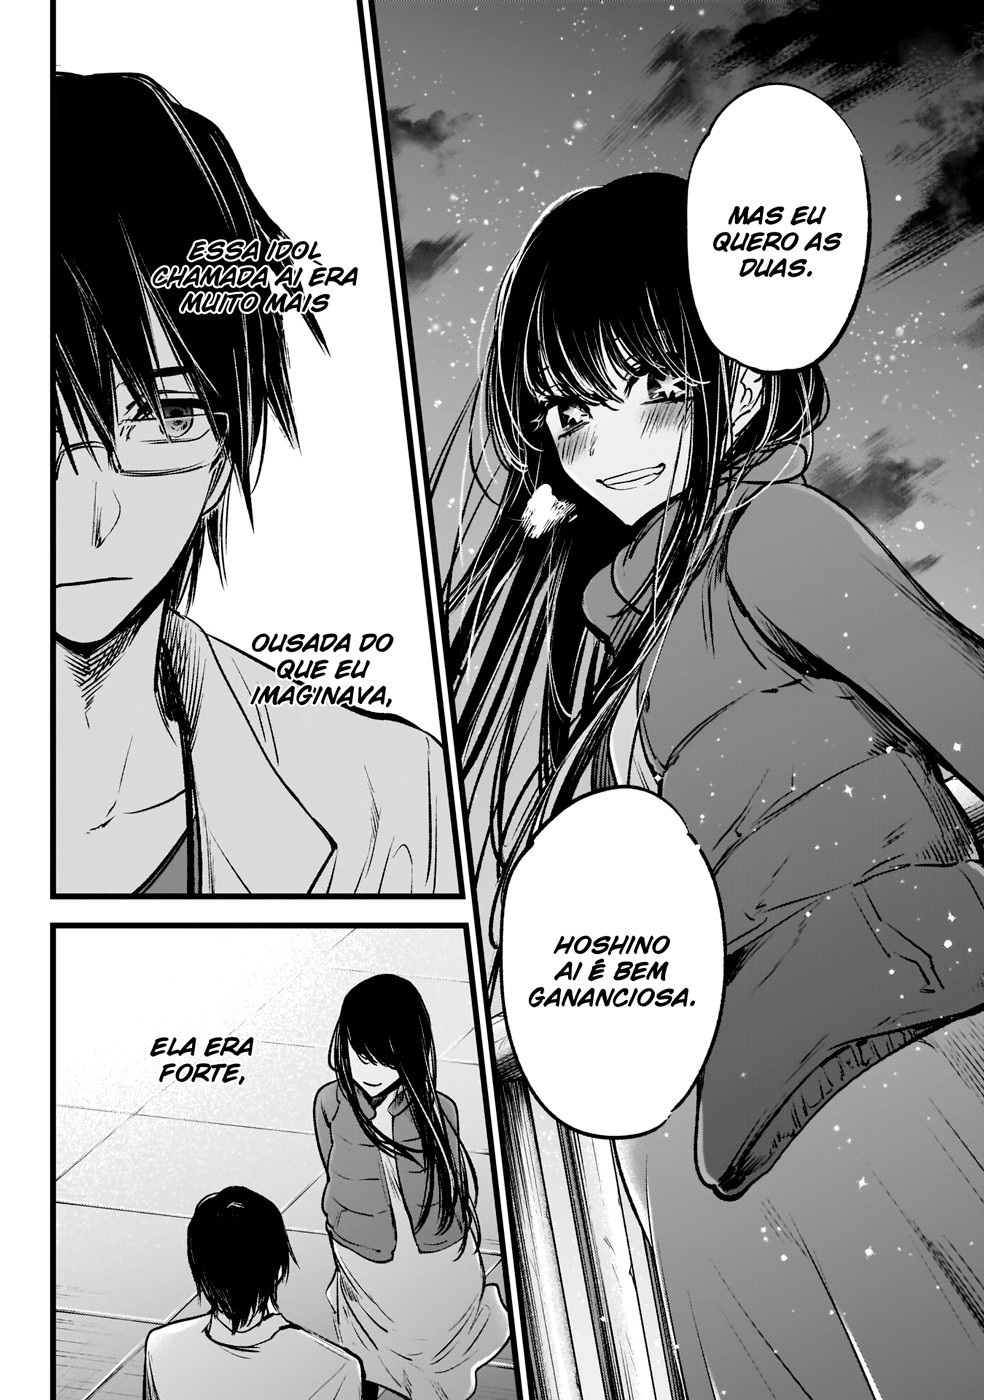 MAS EU
QUERO AS
DUAS.
HOSHINO
AI É BEM
GANANCIOSA.
ESSA IDOL
CHAMADA AI ÈRA
MUITO MAIS
OUSADA DO
QUE EU
IMAGINAVA,
ELA ERA
FORTE,